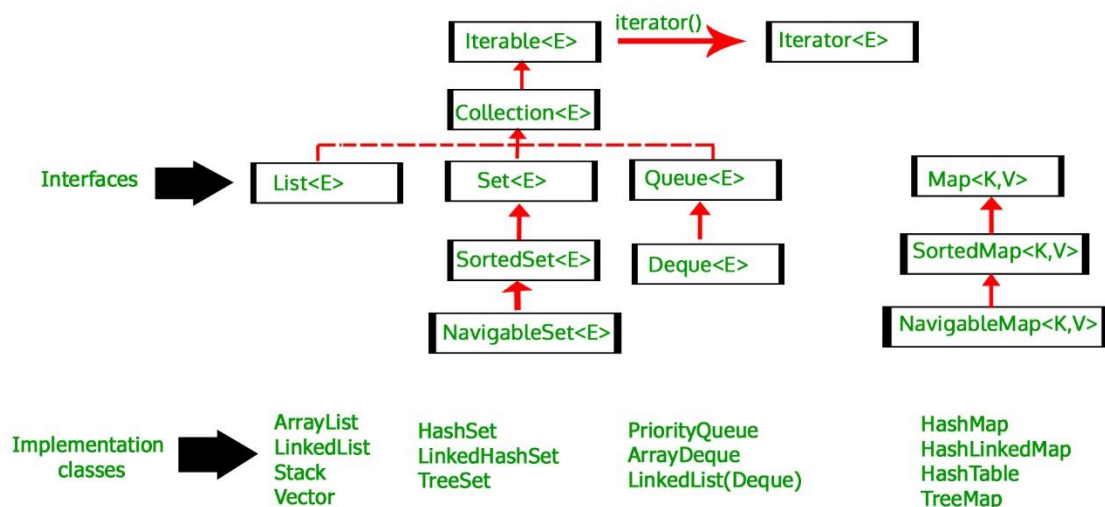 iterator()
Iterable<E>
Iterator<E>
Collection<E>
Interfaces
List<E>
Set<E>
Queue<E>
Map<K,V>
SortedSet<E>
Deque<E>
SortedMap<K,V>
NavigableSet<E>
NavigableMap<K,V>
Implementation
classes
ArrayList
LinkedList
Stack
Vector
HashSet
LinkedHashSet
TreeSet
PriorityQueue
ArrayDeque
LinkedList(Deque)
HashMap
HashLinkedMap
HashTable
TreeMap